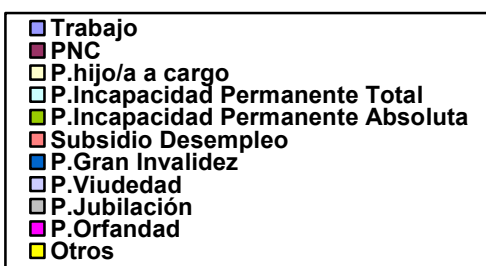 Trabajo
PNC
P.hijo/a a cargo
P.Incapacidad Permanente Total
P.Incapacidad Permanente Absoluta
Subsidio Desempleo
P.Gran Invalidez
P.Viudedad
P.Jubilación
P.Orfandad
Otros